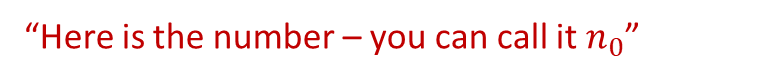 “Here is the number – you can call it 𝑛₀”